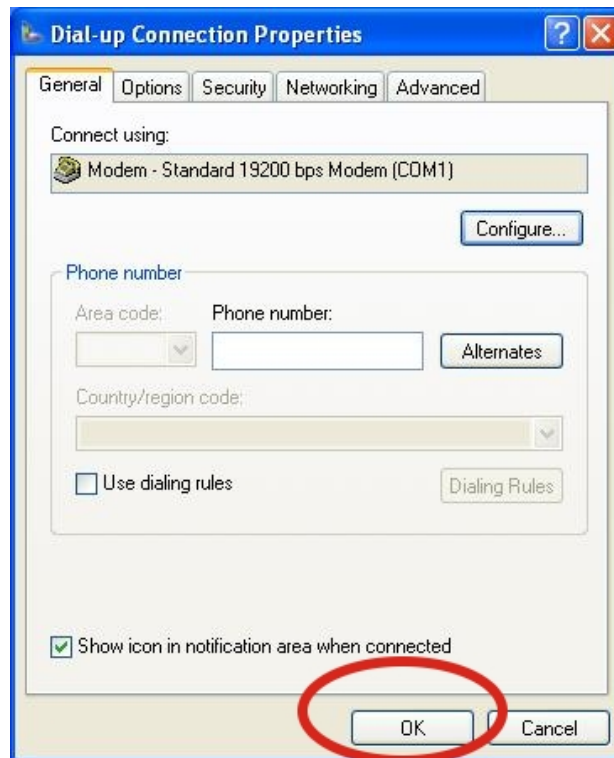 Dial-up Connection Properties
General Options Security Networking Advanced
Connect using:
Modem - Standard 19200 bps Modem (COM1)
Configure...
Phone number
Area code: Phone number:
Alternates
Country/region code:
Use dialing rules Dialing Rules
Show icon in notification area when connected
OK Cancel